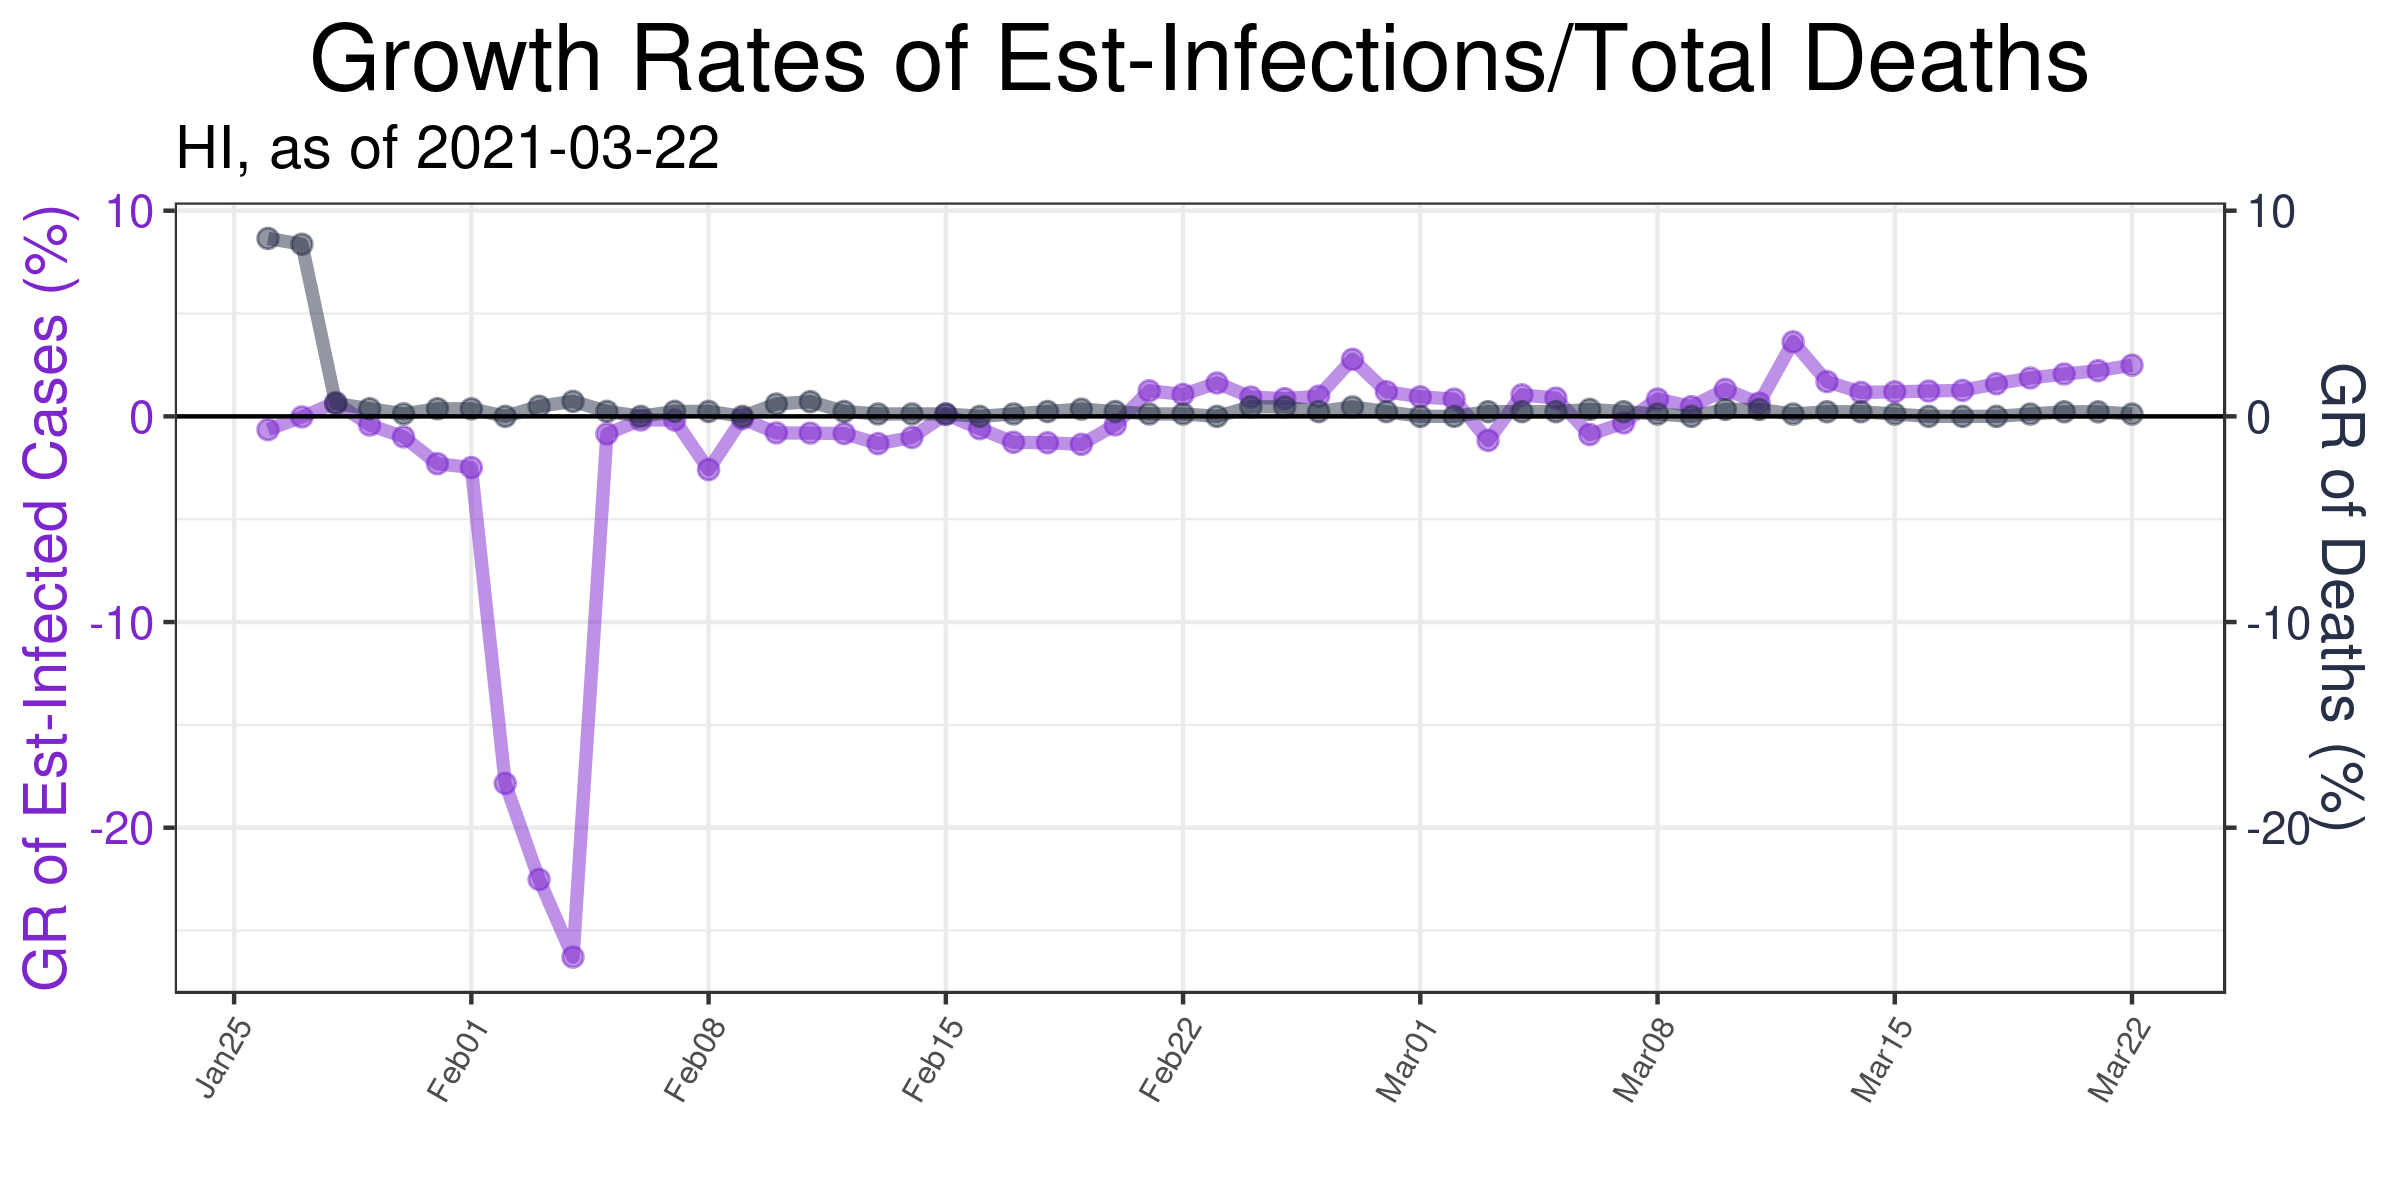 Growth Rates of Est-Infections/Total Deaths
HI, as of 2021-03-22
GR of Est-Infected Cases (%)
10
0
-10
-20
10
0
-10
-20
GR of Deaths (%)
Jan25
Feb01
Feb08
Feb15
Feb22
Mar01
Mar08
Mar15
Mar22